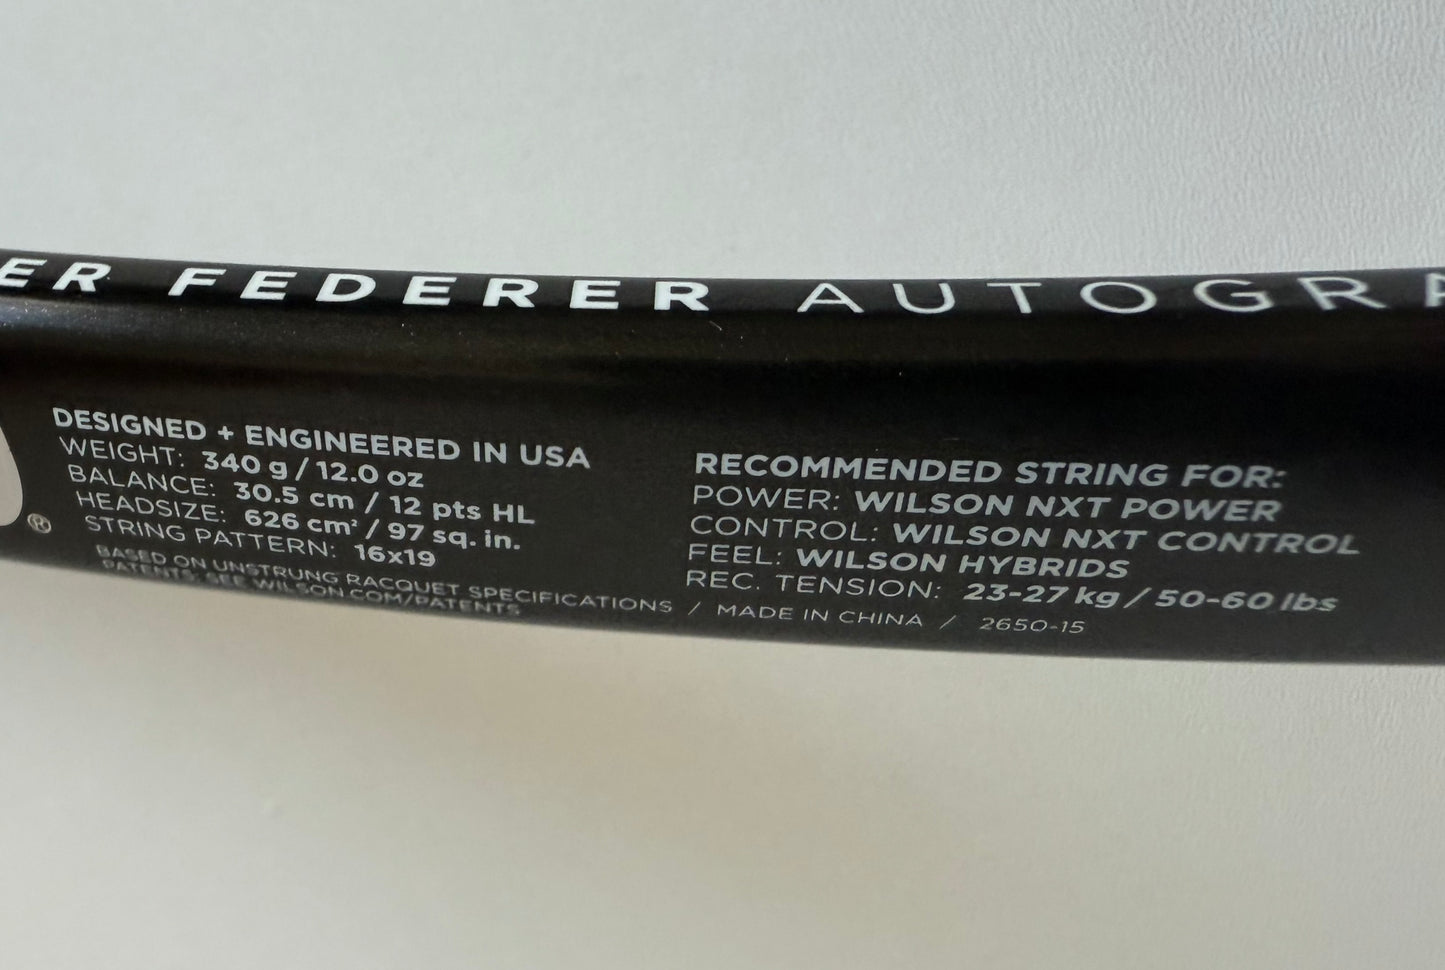 ER FEDERER AUTOGRA
DESIGNED + ENGINEERED IN USA
WEIGHT: 340 g / 12.0 oz
BALANCE: 30.5 cm / 12 pts HL
HEADSIZE: 626 cm² / 97 sq. in.
STRING PATTERN: 16x19
BASED ON UNSTRUNG RACQUET SPECIFICATIONS / MADE IN CHINA / 2650-15
PATENTS: SEE WILSON.COM/PATENTS
®
RECOMMENDED STRING FOR:
POWER: WILSON NXT POWER
CONTROL: WILSON NXT CONTROL
FEEL: WILSON HYBRIDS
REC. TENSION: 23-27 kg / 50-60 lbs